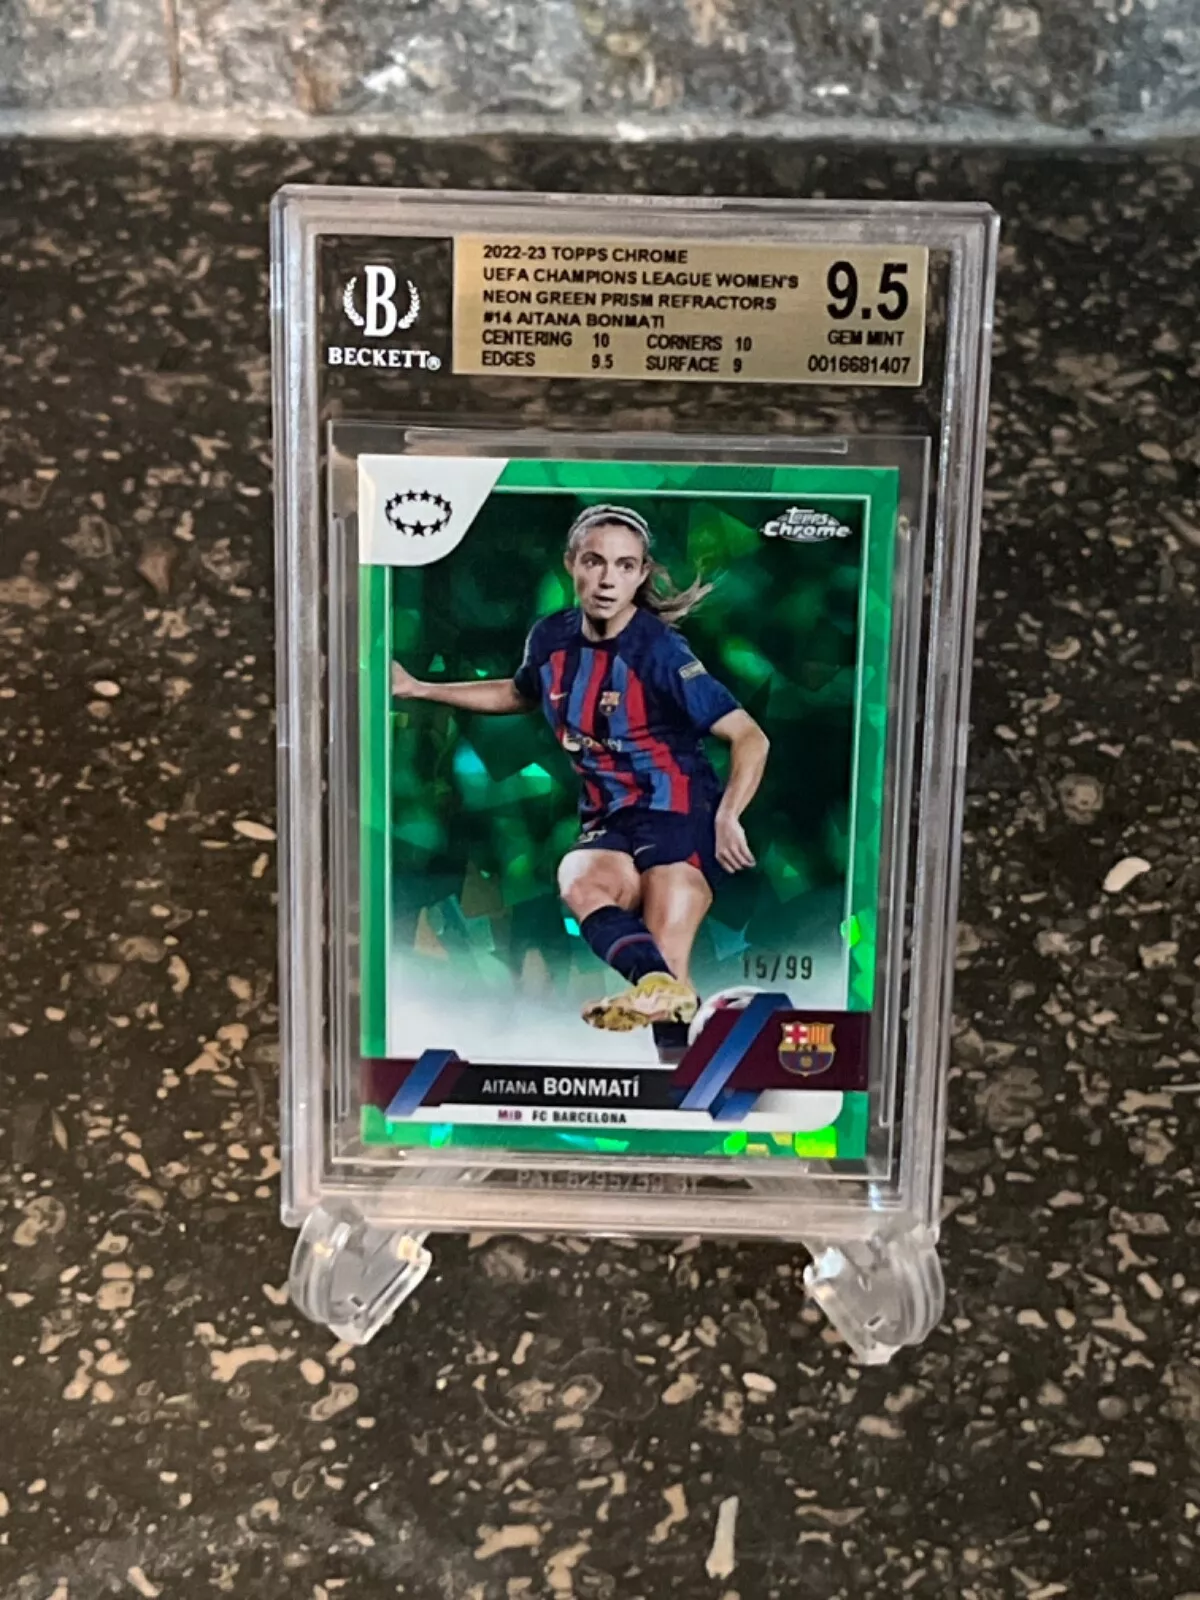 2022-23 TOPPS CHROME
UEFA CHAMPIONS LEAGUE WOMEN'S
NEON GREEN PRISM REFRACTORS
#14 AITANA BONMATI
CENTERING 10 CORNERS 10
EDGES 9.5 SURFACE 9
9.5
GEM MINT
0016681407
B
BECKETT®
Topps
Chrome
15/99
FCB
AITANA BONMATÍ
MID FC BARCELONA